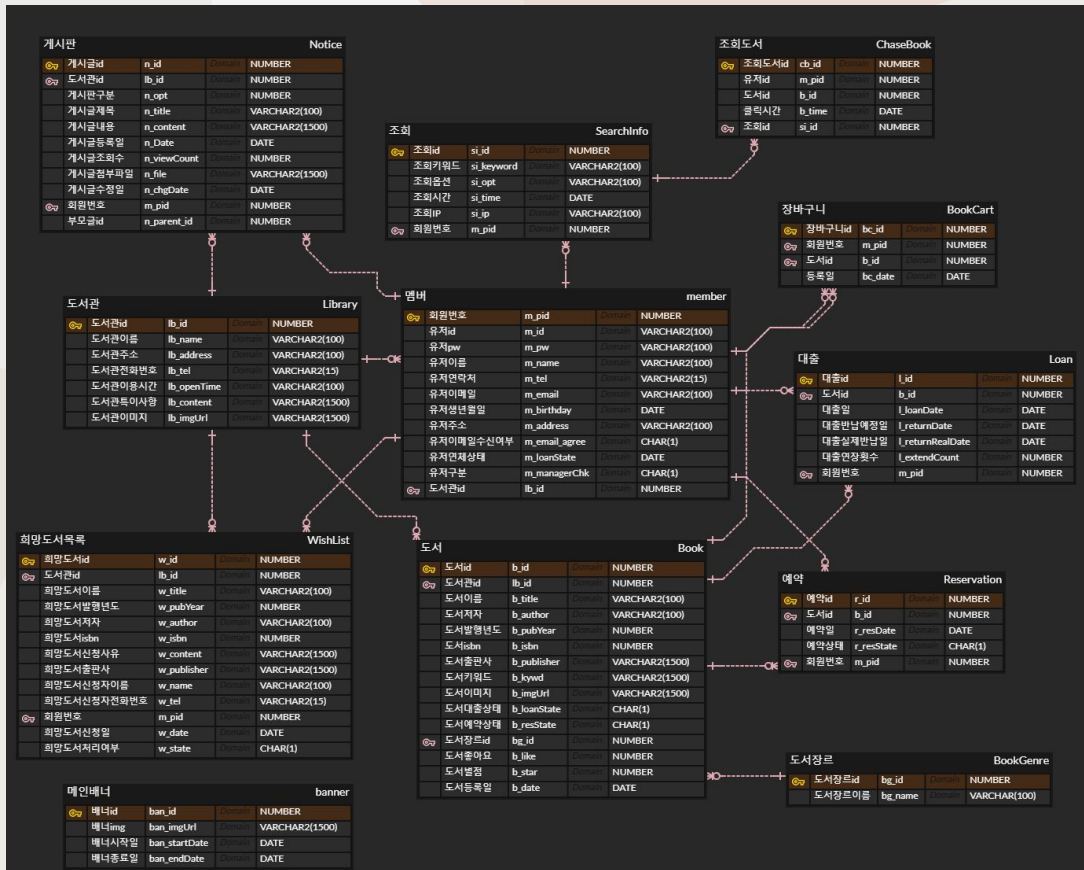 게시판 Notice
게시글id n_id Domain NUMBER
도서관id lb_id Domain NUMBER
게시판구분 n_opt Domain NUMBER
게시글제목 n_title Domain VARCHAR2(100)
게시글내용 n_content Domain VARCHAR2(1500)
게시글등록일 n_Date Domain DATE
게시글조회수 n_viewCount Domain NUMBER
게시글첨부파일 n_file Domain VARCHAR2(1500)
게시글수정일 n_chgDate Domain DATE
회원번호 m_pid Domain NUMBER
부모글id n_parent_id Domain NUMBER
조회 SearchInfo
조회id si_id Domain NUMBER
조회키워드 si_keyword Domain VARCHAR2(100)
조회옵션 si_opt Domain VARCHAR2(100)
조회시간 si_time Domain DATE
조회IP si_ip Domain VARCHAR2(100)
회원번호 m_pid Domain NUMBER
조회도서 ChaseBook
조회도서id cb_id Domain NUMBER
유저id m_pid Domain NUMBER
도서id b_id Domain NUMBER
클릭시간 b_time Domain DATE
조회id si_id Domain NUMBER
장바구니 BookCart
장바구니id bc_id Domain NUMBER
회원번호 m_pid Domain NUMBER
도서id b_id Domain NUMBER
등록일 bc_date Domain DATE
도서관 Library
도서관id lb_id Domain NUMBER
도서관이름 lb_name Domain VARCHAR2(100)
도서관주소 lb_address Domain VARCHAR2(100)
도서관전화번호 lb_tel Domain VARCHAR2(15)
도서관이용시간 lb_openTime Domain VARCHAR2(100)
도서관특이사항 lb_content Domain VARCHAR2(1500)
도서관이미지 lb_imgUrl Domain VARCHAR2(1500)
멤버 member
회원번호 m_pid Domain NUMBER
유저id m_id Domain VARCHAR2(100)
유저pw m_pw Domain VARCHAR2(100)
유저이름 m_name Domain VARCHAR2(100)
유저연락처 m_tel Domain VARCHAR2(15)
유저이메일 m_email Domain VARCHAR2(100)
유저생년월일 m_birthday Domain DATE
유저주소 m_address Domain VARCHAR2(100)
유저이메일수신여부 m_email_agree Domain CHAR(1)
유저연체상태 m_loanState Domain DATE
유저구분 m_managerChk Domain CHAR(1)
도서관id lb_id Domain NUMBER
대출 Loan
대출id l_id Domain NUMBER
도서id b_id Domain NUMBER
대출일 l_loanDate Domain DATE
대출반납예정일 l_returnDate Domain DATE
대출실제반납일 l_returnRealDate Domain DATE
대출연장횟수 l_extendCount Domain NUMBER
회원번호 m_pid Domain NUMBER
희망도서목록 WishList
희망도서id w_id Domain NUMBER
도서관id lb_id Domain NUMBER
희망도서이름 w_title Domain VARCHAR2(100)
희망도서발행년도 w_pubYear Domain NUMBER
희망도서저자 w_author Domain VARCHAR2(100)
희망도서isbn w_isbn Domain NUMBER
희망도서신청사유 w_content Domain VARCHAR2(1500)
희망도서출판사 w_publisher Domain VARCHAR2(1500)
희망도서신청자이름 w_name Domain VARCHAR2(100)
희망도서신청자전화번호 w_tel Domain VARCHAR2(15)
회원번호 m_pid Domain NUMBER
희망도서신청일 w_date Domain DATE
희망도서처리여부 w_state Domain CHAR(1)
도서 Book
도서id b_id Domain NUMBER
도서관id lb_id Domain NUMBER
도서이름 b_title Domain VARCHAR2(100)
도서저자 b_author Domain VARCHAR2(100)
도서발행년도 b_pubYear Domain NUMBER
도서isbn b_isbn Domain NUMBER
도서출판사 b_publisher Domain VARCHAR2(1500)
도서키워드 b_kywd Domain VARCHAR2(1500)
도서이미지 b_imgUrl Domain VARCHAR2(1500)
도서대출상태 b_loanState Domain CHAR(1)
도서예약상태 b_resState Domain CHAR(1)
도서장르id bg_id Domain NUMBER
도서좋아요 b_like Domain NUMBER
도서별점 b_star Domain NUMBER
도서등록일 b_date Domain DATE
예약 Reservation
예약id r_id Domain NUMBER
도서id b_id Domain NUMBER
예약일 r_resDate Domain DATE
예약상태 r_resState Domain CHAR(1)
회원번호 m_pid Domain NUMBER
도서장르 BookGenre
도서장르id bg_id Domain NUMBER
도서장르이름 bg_name Domain VARCHAR(100)
메인배너 banner
배너id ban_id Domain NUMBER
배너img ban_imgUrl Domain VARCHAR2(1500)
배너시작일 ban_startDate Domain DATE
배너종료일 ban_endDate Domain DATE